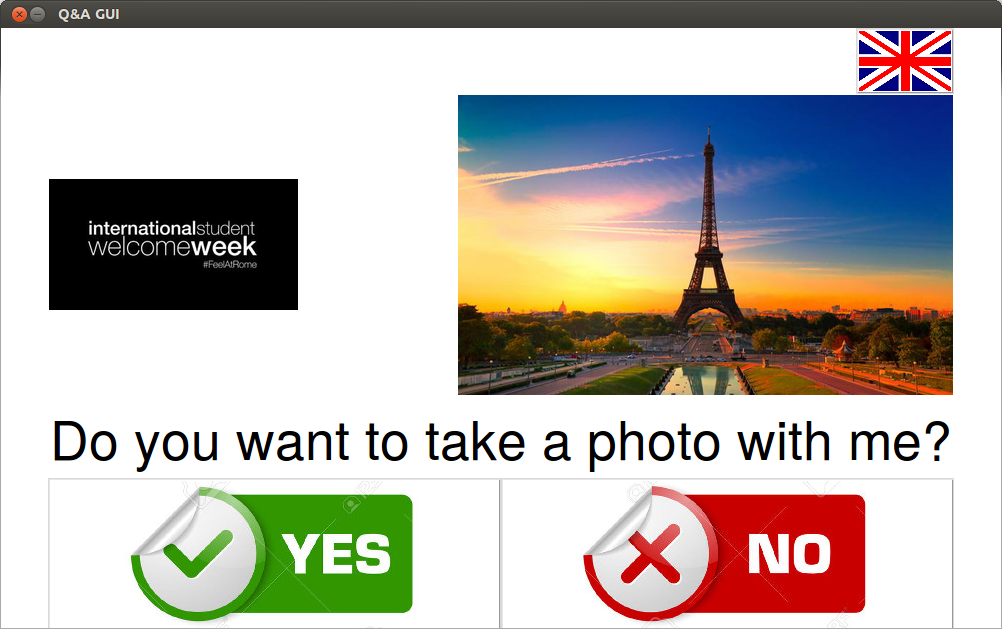 Q&A GUI
internationalstudent
welcomeweek
#FeelAtRome
Do you want to take a photo with me?
YES
NO